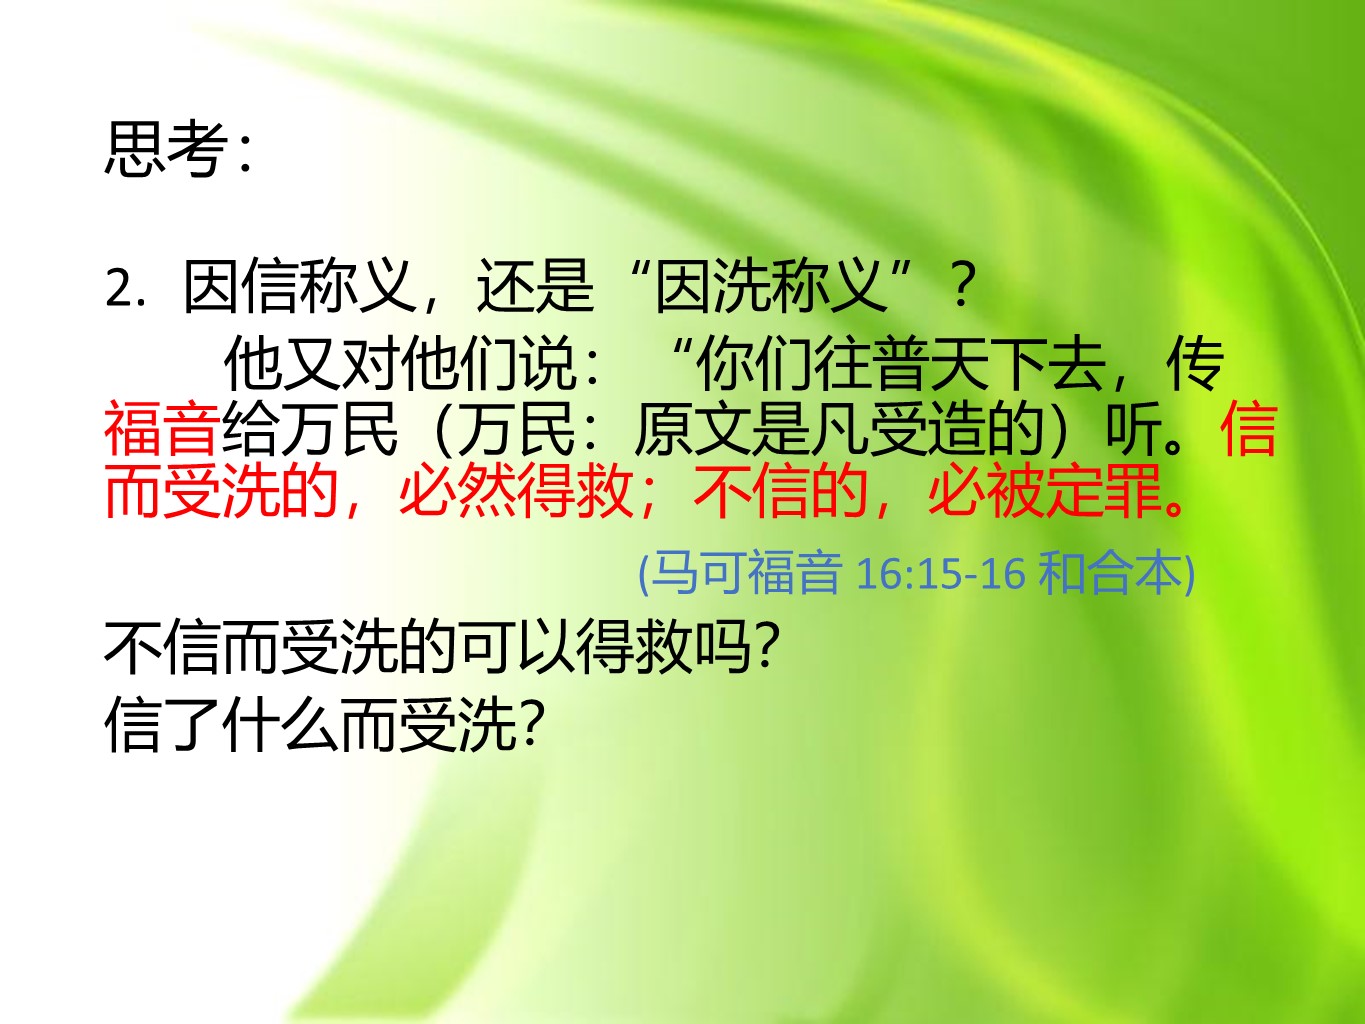 思考：
2. 因信称义，还是“因洗称义”？
他又对他们说：“你们往普天下去，传
福音给万民（万民：原文是凡受造的）听。信
而受洗的，必然得救；不信的，必被定罪。
(马可福音 16:15-16 和合本)
不信而受洗的可以得救吗？
信了什么而受洗？